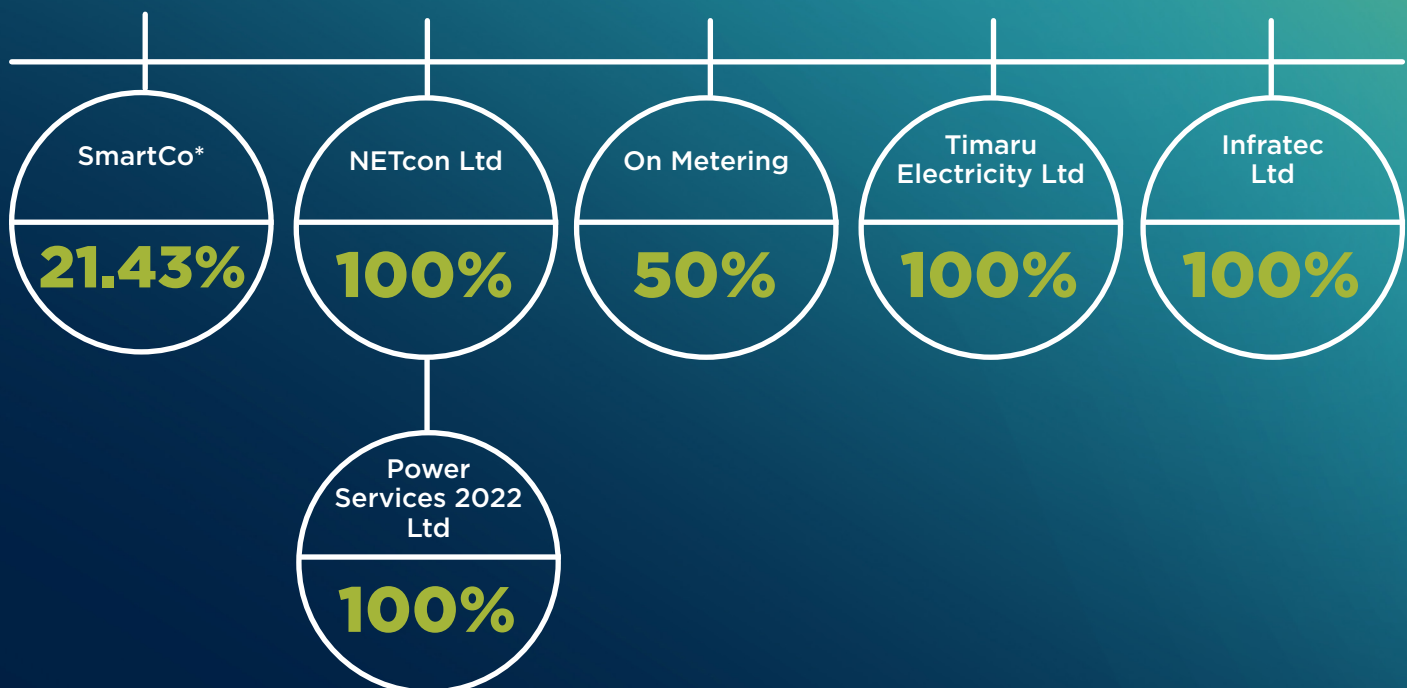 SmartCo*
21.43%
NETcon Ltd
100%
On Metering
50%
Timaru
Electricity Ltd
100%
Infratec
Ltd
100%
Power
Services 2022
Ltd
100%